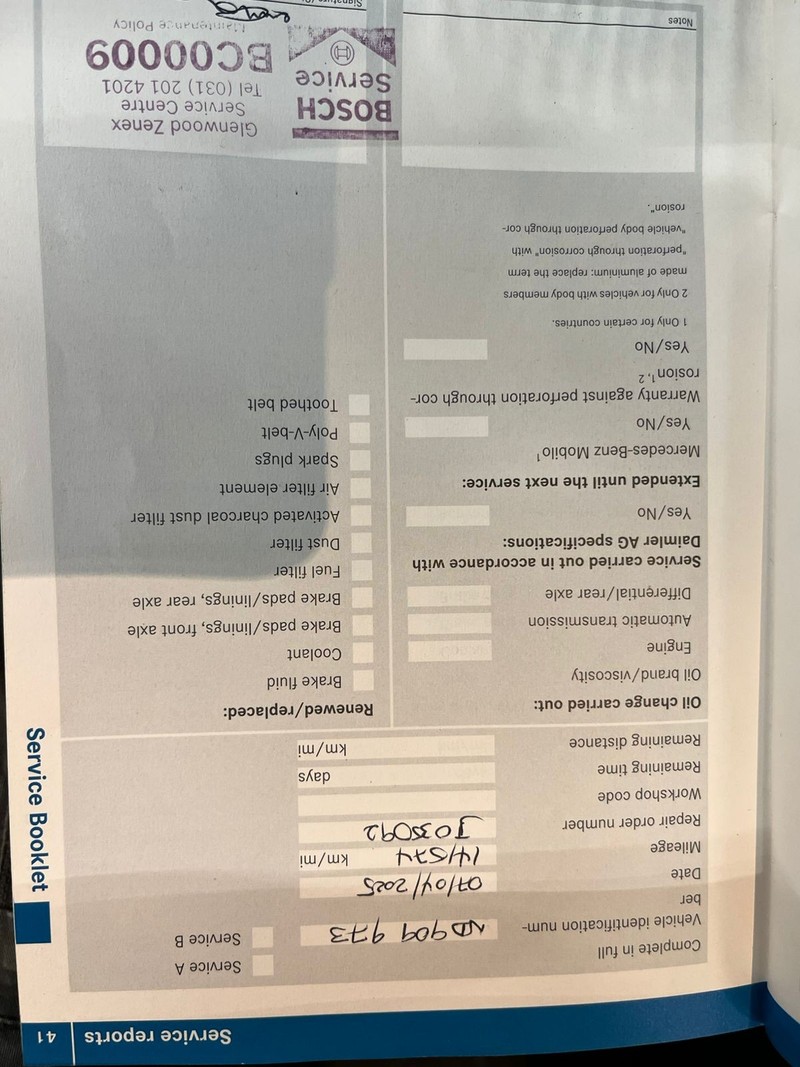 Service reports | 41
Service Booklet
Complete in full
Service A
Vehicle identification num-
ber
ND 909 973
Service B
Date
07/04/2025
Mileage
141574
km/mi
Repair order number
J035092
Workshop code
Remaining time
days
Remaining distance
km/mi
Oil change carried out:
Oil brand/viscosity
Engine
Automatic transmission
Differential/rear axle
Service carried out in accordance with
Daimler AG specifications:
Yes/No
Extended until the next service:
Mercedes-Benz Mobilo1
Yes/No
Warranty against perforation through cor-
rosion1, 2
Yes/No
1 Only for certain countries.
2 Only for vehicles with body members
made of aluminium: replace the term
"perforation through corrosion" with
"vehicle body perforation through cor-
rosion".
Notes
Renewed/replaced:
Brake fluid
Coolant
Brake pads/linings, front axle
Brake pads/linings, rear axle
Fuel filter
Dust filter
Activated charcoal dust filter
Air filter element
Spark plugs
Poly-V-belt
Toothed belt
BOSCH
Service
Glenwood Zenex
Service Centre
Tel (031) 201 4201
BC00009
Maintenance Policy